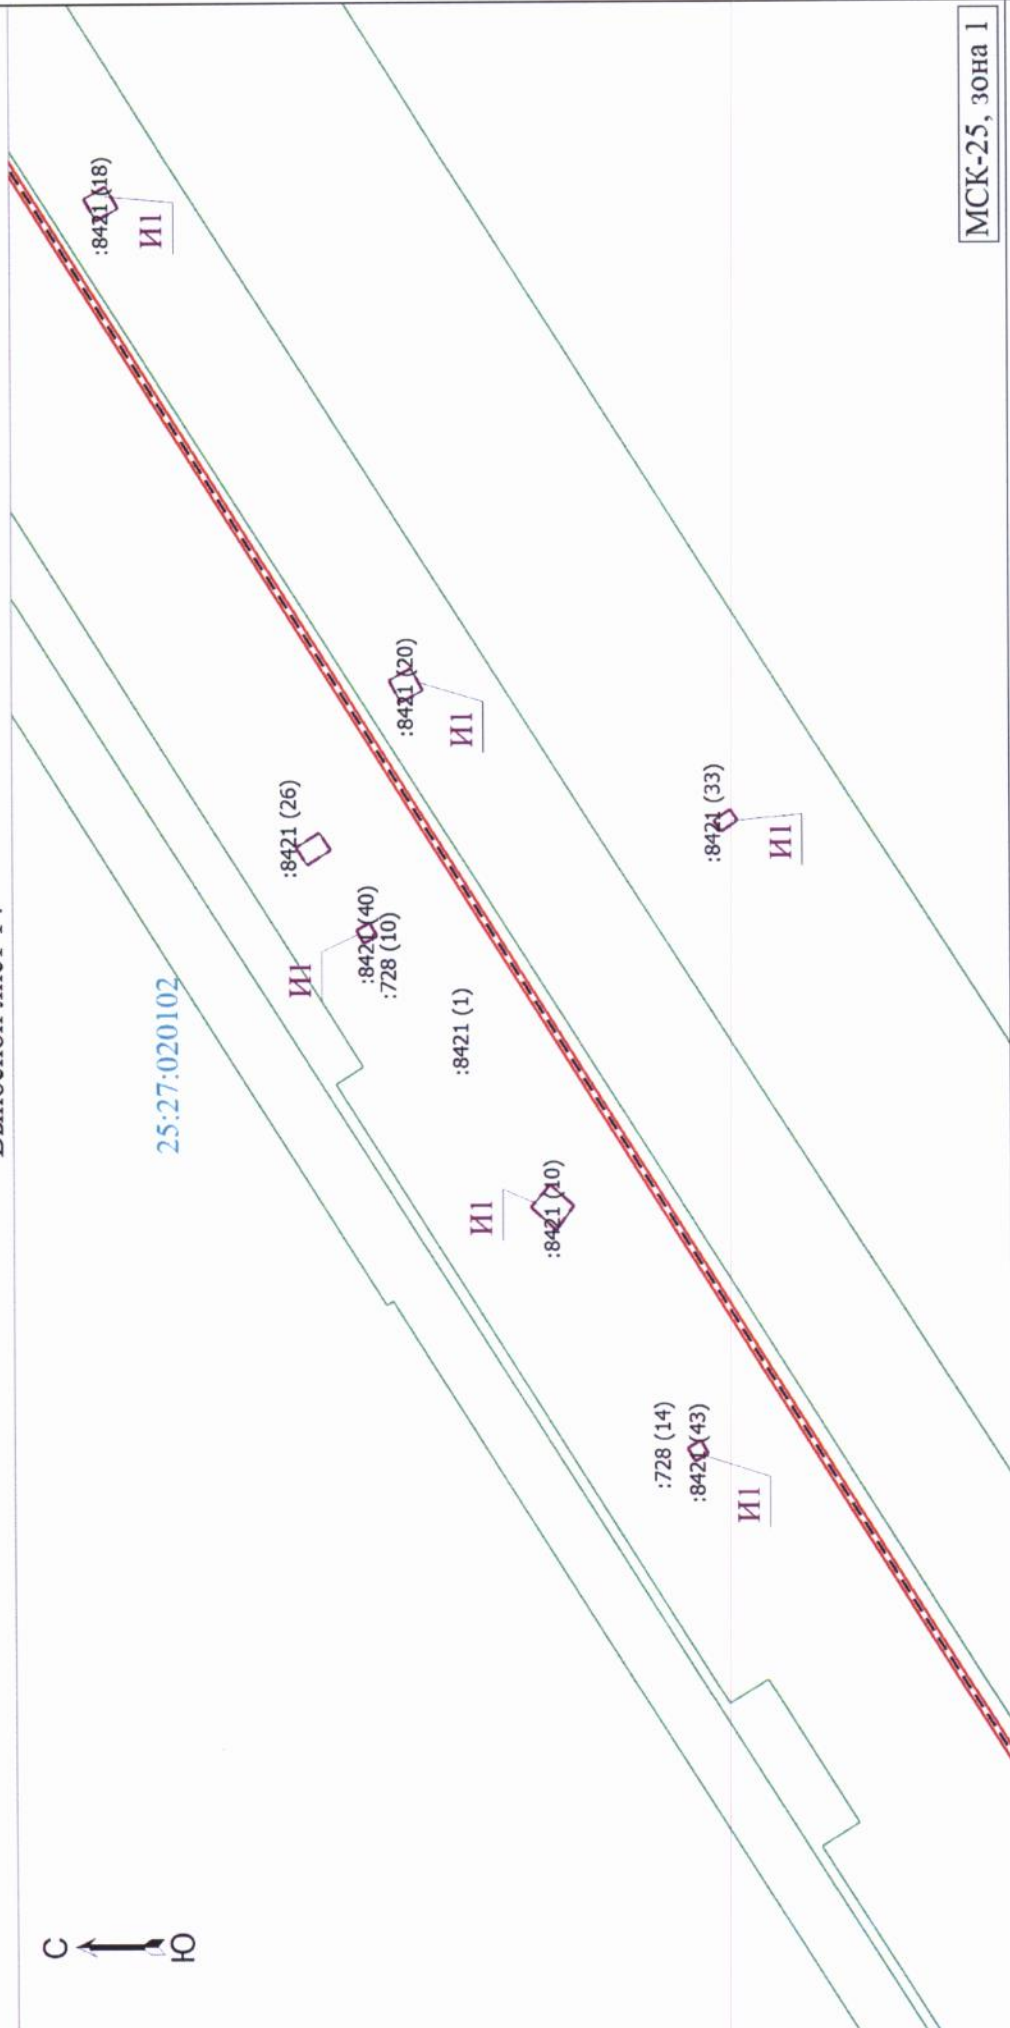 25:27:020102
С
Ю
:8421 (18)
И1
:8421 (20)
И1
:8421 (26)
И1
:8421 (40)
:728 (10)
:8421 (1)
:8421 (33)
И1
И1
:8421 (10)
:728 (14)
:8421 (43)
И1
МСК-25, зона 1